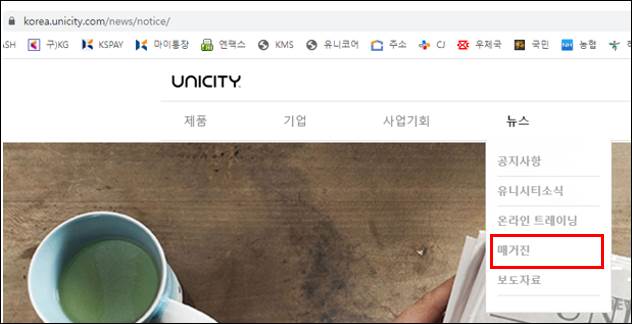 korea.unicity.com/news/notice/
ASH 구)KG KSPAY 마이통장 연랙스 KMS 유니코어 주소 CJ 우체국 국민 농협
UNICITY
제품 기업 사업기회 뉴스
공지사항
유니시티소식
온라인 트레이닝
매거진
보도자료